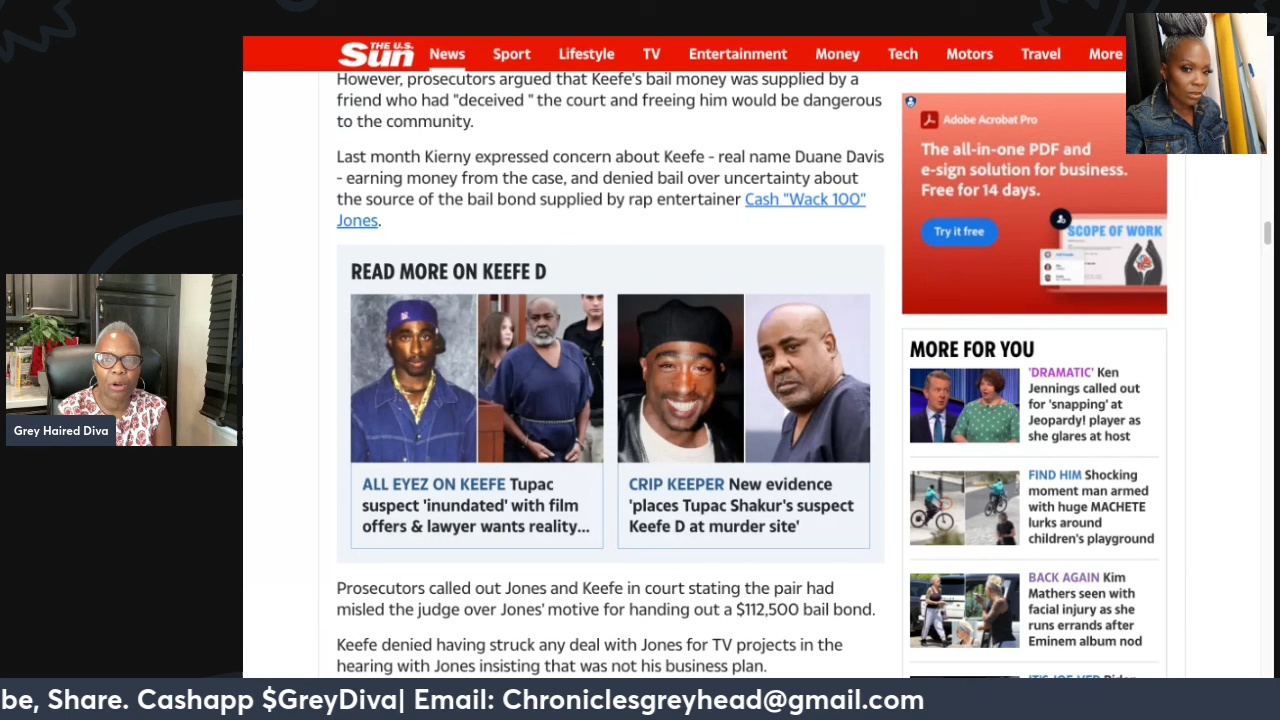 THE U.S. Sun
News Sport Lifestyle TV Entertainment Money Tech Motors Travel More
However, prosecutors argued that Keefe's bail money was supplied by a
friend who had "deceived " the court and freeing him would be dangerous
to the community.
Last month Kierny expressed concern about Keefe - real name Duane Davis
- earning money from the case, and denied bail over uncertainty about
the source of the bail bond supplied by rap entertainer Cash "Wack 100"
Jones.
READ MORE ON KEEFE D
ALL EYEZ ON KEEFE Tupac
suspect 'inundated' with film
offers & lawyer wants reality...
CRIP KEEPER New evidence
'places Tupac Shakur's suspect
Keefe D at murder site'
Prosecutors called out Jones and Keefe in court stating the pair had
misled the judge over Jones' motive for handing out a $112,500 bail bond.
Keefe denied having struck any deal with Jones for TV projects in the
hearing with Jones insisting that was not his business plan.
Adobe Acrobat Pro
The all-in-one PDF and
e-sign solution for business.
Free for 14 days.
Try it free
SCOPE OF WORK
MORE FOR YOU
'DRAMATIC' Ken
Jennings called out
for 'snapping' at
Jeopardy! player as
she glares at host
FIND HIM Shocking
moment man armed
with huge MACHETE
lurks around
children's playground
BACK AGAIN Kim
Mathers seen with
facial injury as she
runs errands after
Eminem album nod
Grey Haired Diva
be, Share. Cashapp $GreyDiva| Email: Chroniclesgreyhead@gmail.com